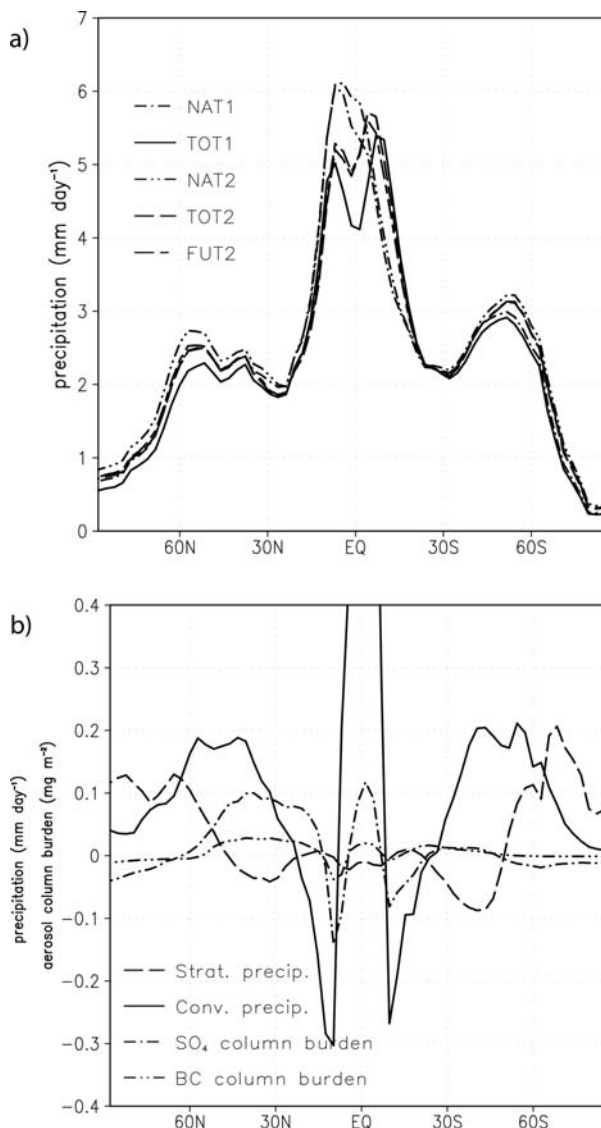 a)
precipitation (mm day⁻¹)
7
6
5
4
3
2
1
0
NAT1
TOT1
NAT2
TOT2
FUT2
60N 30N EQ 30S 60S
b)
precipitation (mm day⁻¹)
aerosol column burden (mg m⁻²)
0.4
0.3
0.2
0.1
0
-0.1
-0.2
-0.3
-0.4
Strat. precip.
Conv. precip.
SO₄ column burden
BC column burden
60N 30N EQ 30S 60S